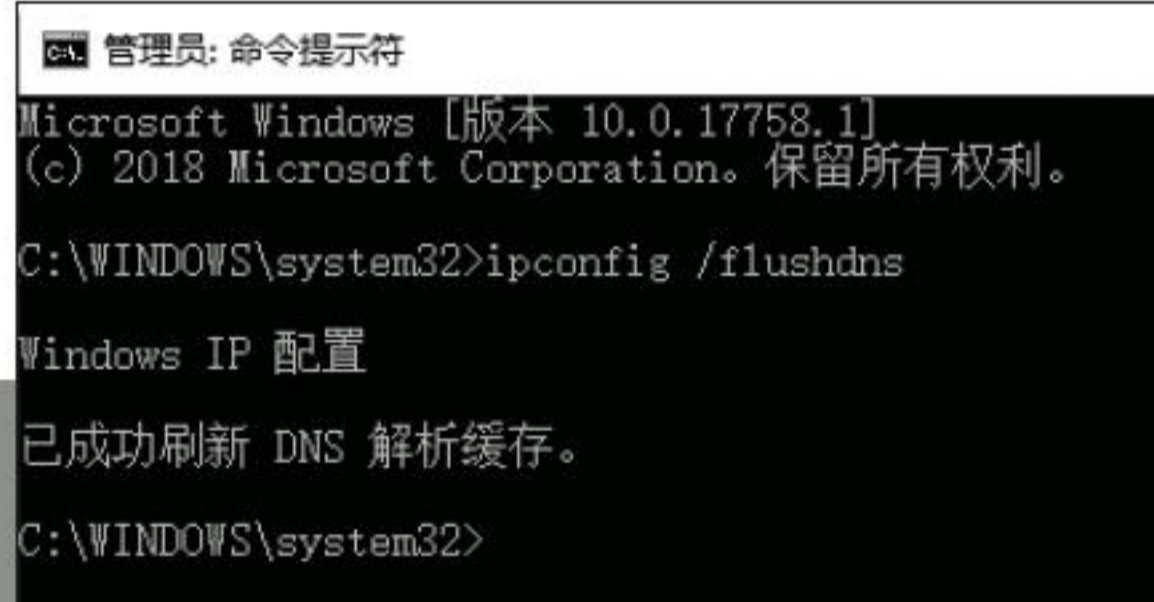 管理员: 命令提示符
Microsoft Windows [版本 10.0.17758.1]
(c) 2018 Microsoft Corporation。保留所有权利。
C:\WINDOWS\system32>ipconfig /flushdns
Windows IP 配置
已成功刷新 DNS 解析缓存。
C:\WINDOWS\system32>